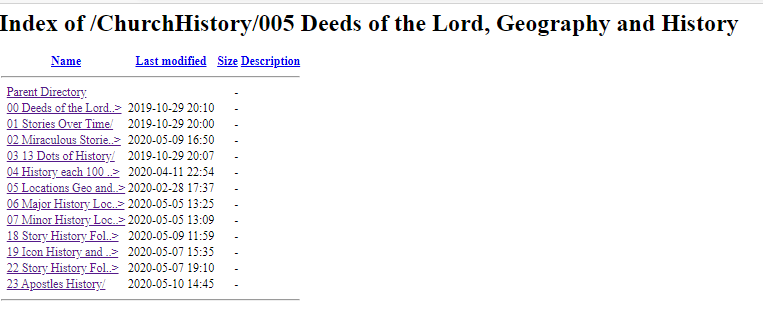 Index of /ChurchHistory/005 Deeds of the Lord, Geography and History
Name Last modified Size Description
Parent Directory -
00 Deeds of the Lord..> 2019-10-29 20:10 -
01 Stories Over Time/ 2019-10-29 20:00 -
02 Miraculous Storie..> 2020-05-09 16:50 -
03 13 Dots of History/ 2019-10-29 20:07 -
04 History each 100 ..> 2020-04-11 22:54 -
05 Locations Geo and..> 2020-02-28 17:37 -
06 Major History Loc..> 2020-05-05 13:25 -
07 Minor History Loc..> 2020-05-05 13:09 -
18 Story History Fol..> 2020-05-09 11:59 -
19 Icon History and ..> 2020-05-07 15:35 -
22 Story History Fol..> 2020-05-07 19:10 -
23 Apostles History/ 2020-05-10 14:45 -